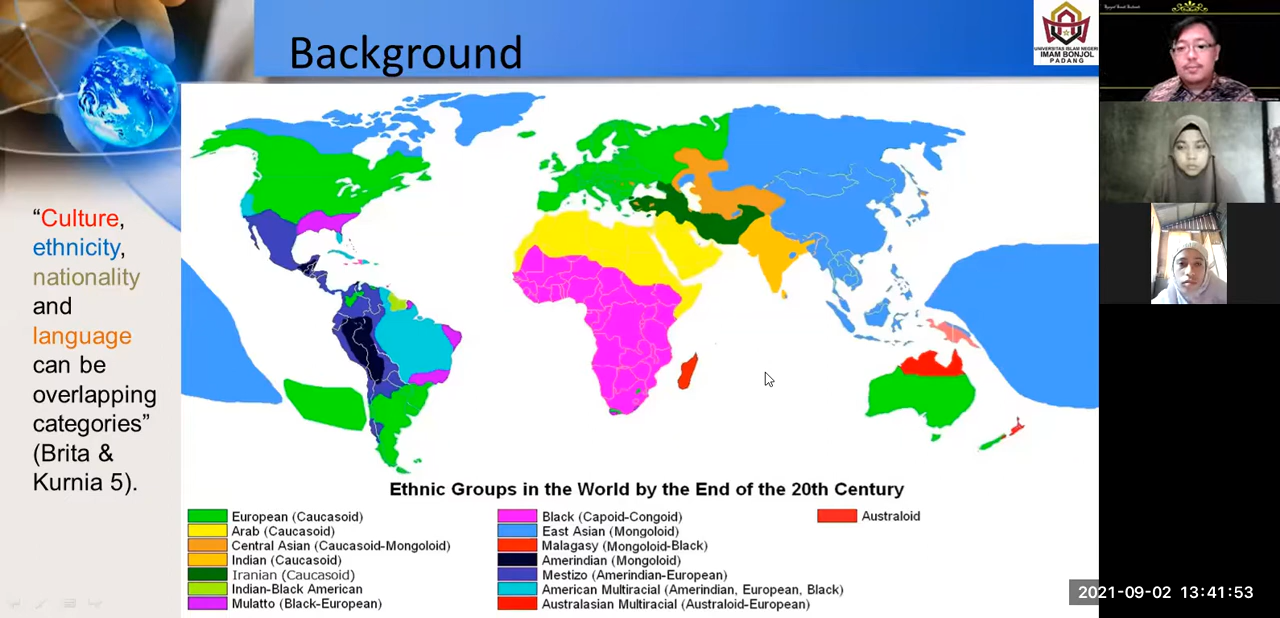 Background
UNIVERSITAS ISLAM NEGERI
IMAM BONJOL
PADANG
“Culture,
ethnicity,
nationality
and
language
can be
overlapping
categories”
(Brita &
Kurnia 5).
Ethnic Groups in the World by the End of the 20th Century
European (Caucasoid)
Arab (Caucasoid)
Central Asian (Caucasoid-Mongoloid)
Indian (Caucasoid)
Iranian (Caucasoid)
Indian-Black American
Mulatto (Black-European)
Black (Capoid-Congoid)
East Asian (Mongoloid)
Malagasy (Mongoloid-Black)
Amerindian (Mongoloid)
Mestizo (Amerindian-European)
American Multiracial (Amerindian, European, Black)
Australasian Multiracial (Australoid-European)
Australoid
2021-09-02 13:41:53